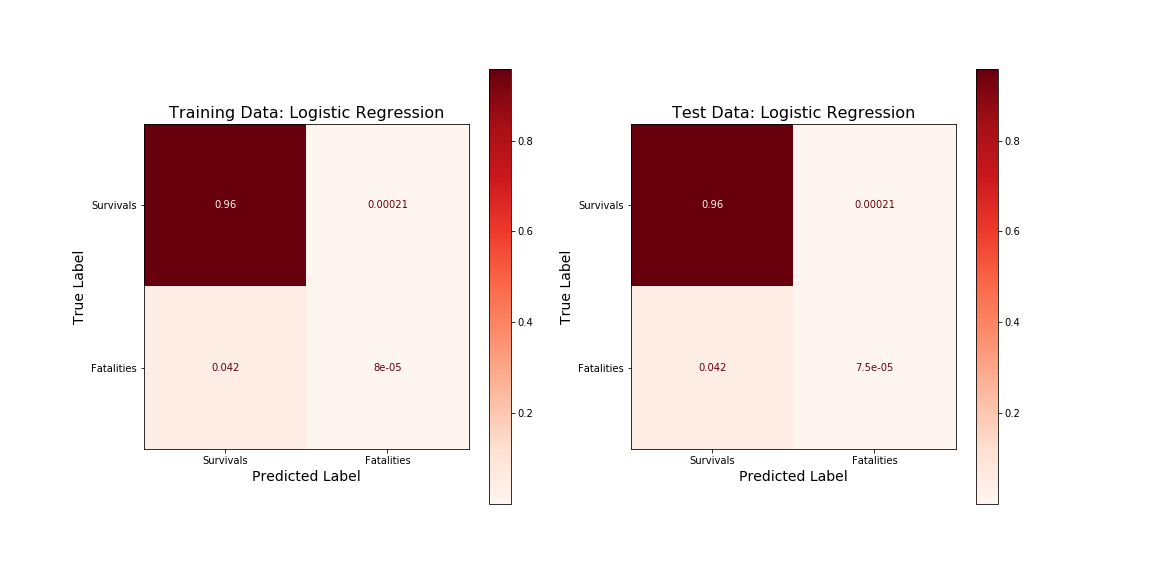 Training Data: Logistic Regression
Survivals
0.96
0.00021
Fatalities
0.042
8e-05
Survivals
Fatalities
Predicted Label
True Label
0.8
0.6
0.4
0.2
Test Data: Logistic Regression
Survivals
0.96
0.00021
Fatalities
0.042
7.5e-05
Survivals
Fatalities
Predicted Label
True Label
0.8
0.6
0.4
0.2